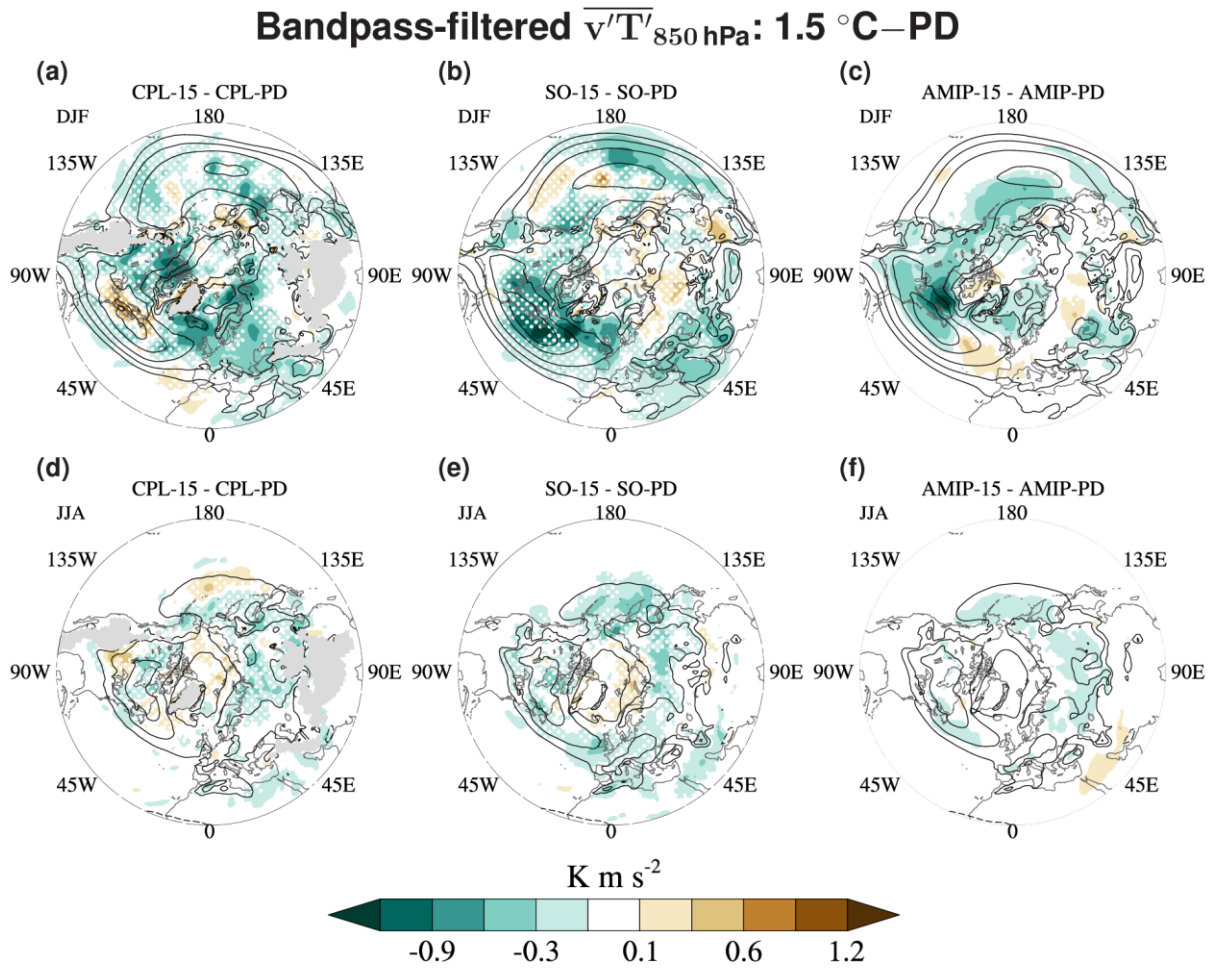 Bandpass-filtered v'T' 850 hPa: 1.5 °C−PD
(a) (b) (c)
CPL-15 - CPL-PD SO-15 - SO-PD AMIP-15 - AMIP-PD
DJF 180 DJF 180 DJF 180
135W 135E 135W 135E 135W 135E
90W 90E 90W 90E 90W 90E
45W 45E 45W 45E 45W 45E
0 0 0
(d) (e) (f)
CPL-15 - CPL-PD SO-15 - SO-PD AMIP-15 - AMIP-PD
JJA 180 JJA 180 JJA 180
135W 135E 135W 135E 135W 135E
90W 90E 90W 90E 90W 90E
45W 45E 45W 45E 45W 45E
0 0 0
K m s⁻²
-0.9 -0.3 0.1 0.6 1.2